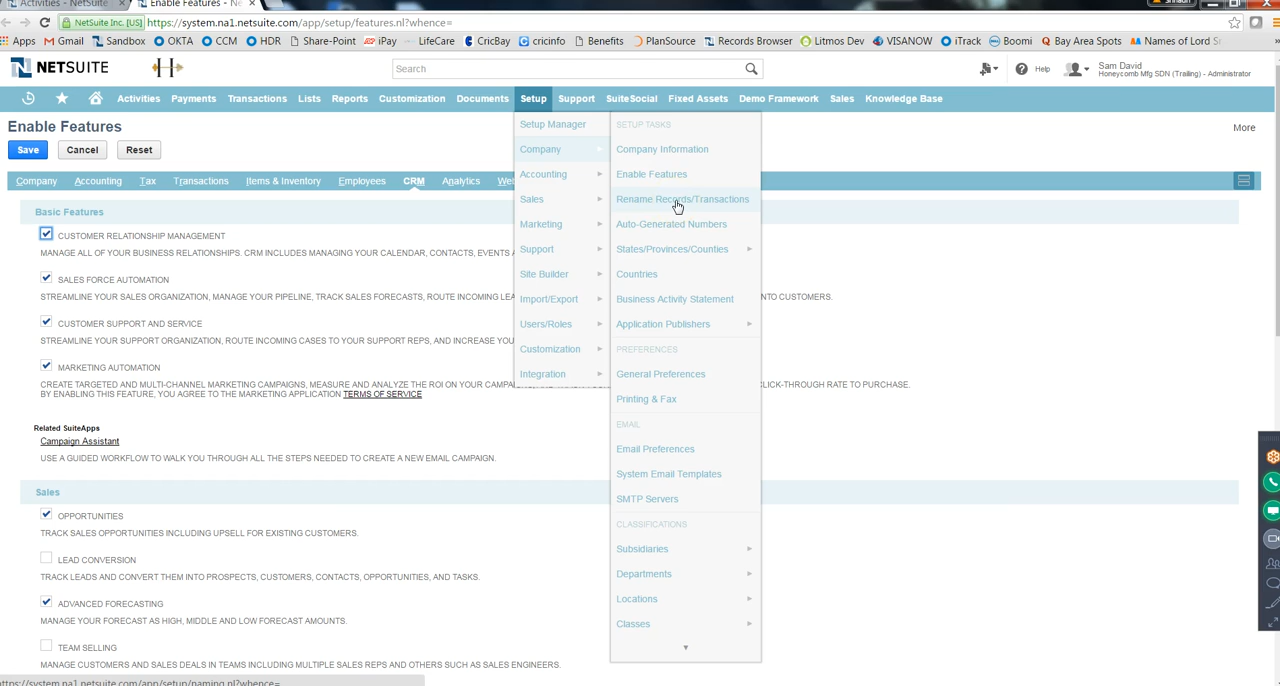 Activities - NetSuite
Enable Features - Ne
NetSuite Inc. [US] https://system.na1.netsuite.com/app/setup/features.nl?whence=
Apps Gmail Sandbox OKTA CCM HDR Share-Point iPay LifeCare CricBay cricinfo Benefits PlanSource Records Browser Litmos Dev VISANOW iTrack Boomi Bay Area Spots Names of Lord
NETSUITE
Search
Help
Sam David
Honeycomb Mfg SDN (Trailing) - Administrator
Activities Payments Transactions Lists Reports Customization Documents Setup Support SuiteSocial Fixed Assets Demo Framework Sales Knowledge Base
Enable Features
More
Save Cancel Reset
Company Accounting Tax Transactions Items & Inventory Employees CRM Analytics
Setup Manager
Company
Accounting
Sales
Marketing
Support
Site Builder
Import/Export
Users/Roles
Customization
Integration
SETUP TASKS
Company Information
Enable Features
Rename Records/Transactions
Auto-Generated Numbers
States/Provinces/Counties
Countries
Business Activity Statement
Application Publishers
PREFERENCES
General Preferences
Printing & Fax
EMAIL
Email Preferences
System Email Templates
SMTP Servers
CLASSIFICATIONS
Subsidiaries
Departments
Locations
Classes
Basic Features
CUSTOMER RELATIONSHIP MANAGEMENT
MANAGE ALL OF YOUR BUSINESS RELATIONSHIPS. CRM INCLUDES MANAGING YOUR CALENDAR, CONTACTS, EVENTS
SALES FORCE AUTOMATION
STREAMLINE YOUR SALES ORGANIZATION, MANAGE YOUR PIPELINE, TRACK SALES FORECASTS, ROUTE INCOMING NTO CUSTOMERS.
CUSTOMER SUPPORT AND SERVICE
STREAMLINE YOUR SUPPORT ORGANIZATION, ROUTE INCOMING CASES TO YOUR SUPPORT REPS, AND INCREASE
MARKETING AUTOMATION
CREATE TARGETED AND MULTI-CHANNEL MARKETING CAMPAIGNS, MEASURE AND ANALYZE THE ROI ON YOUR CLICK-THROUGH RATE TO PURCHASE.
BY ENABLING THIS FEATURE, YOU AGREE TO THE MARKETING APPLICATION TERMS OF SERVICE
Related SuiteApps
Campaign Assistant
USE A GUIDED WORKFLOW TO WALK YOU THROUGH ALL THE STEPS NEEDED TO CREATE A NEW EMAIL CAMPAIGN.
Sales
OPPORTUNITIES
TRACK SALES OPPORTUNITIES INCLUDING UPSELL FOR EXISTING CUSTOMERS.
LEAD CONVERSION
TRACK LEADS AND CONVERT THEM INTO PROSPECTS, CUSTOMERS, CONTACTS, OPPORTUNITIES, AND TASKS.
ADVANCED FORECASTING
MANAGE YOUR FORECAST AS HIGH, MIDDLE AND LOW FORECAST AMOUNTS.
TEAM SELLING
MANAGE CUSTOMERS AND SALES DEALS IN TEAMS INCLUDING MULTIPLE SALES REPS AND OTHERS SUCH AS SALES ENGINEERS.
ttps://system.na1.netsuite.com/app/setup/naming.nl?whence=